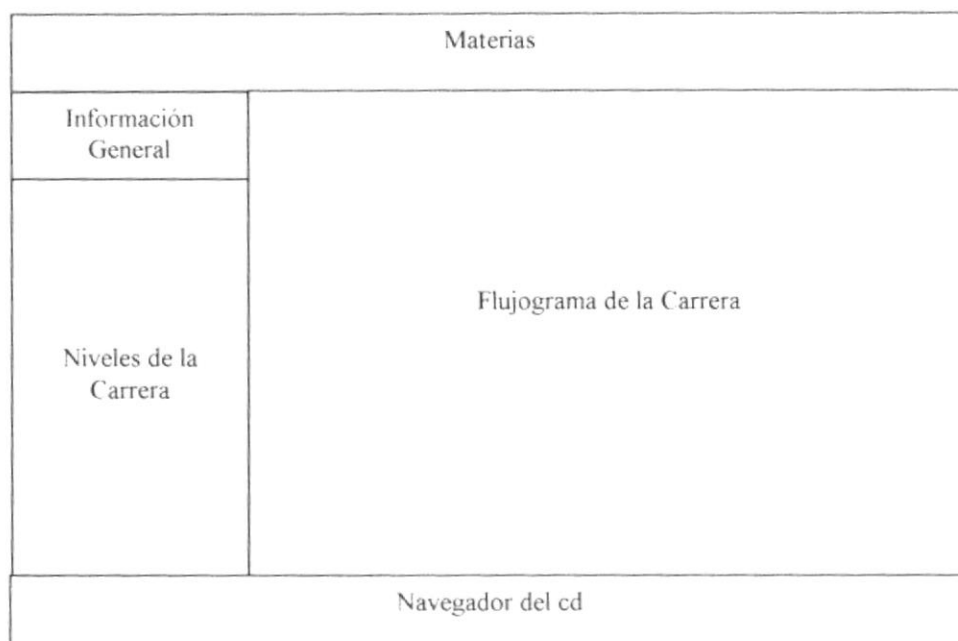 Materias
Información
General
Flujograma de la Carrera
Niveles de la
Carrera
Navegador del cd